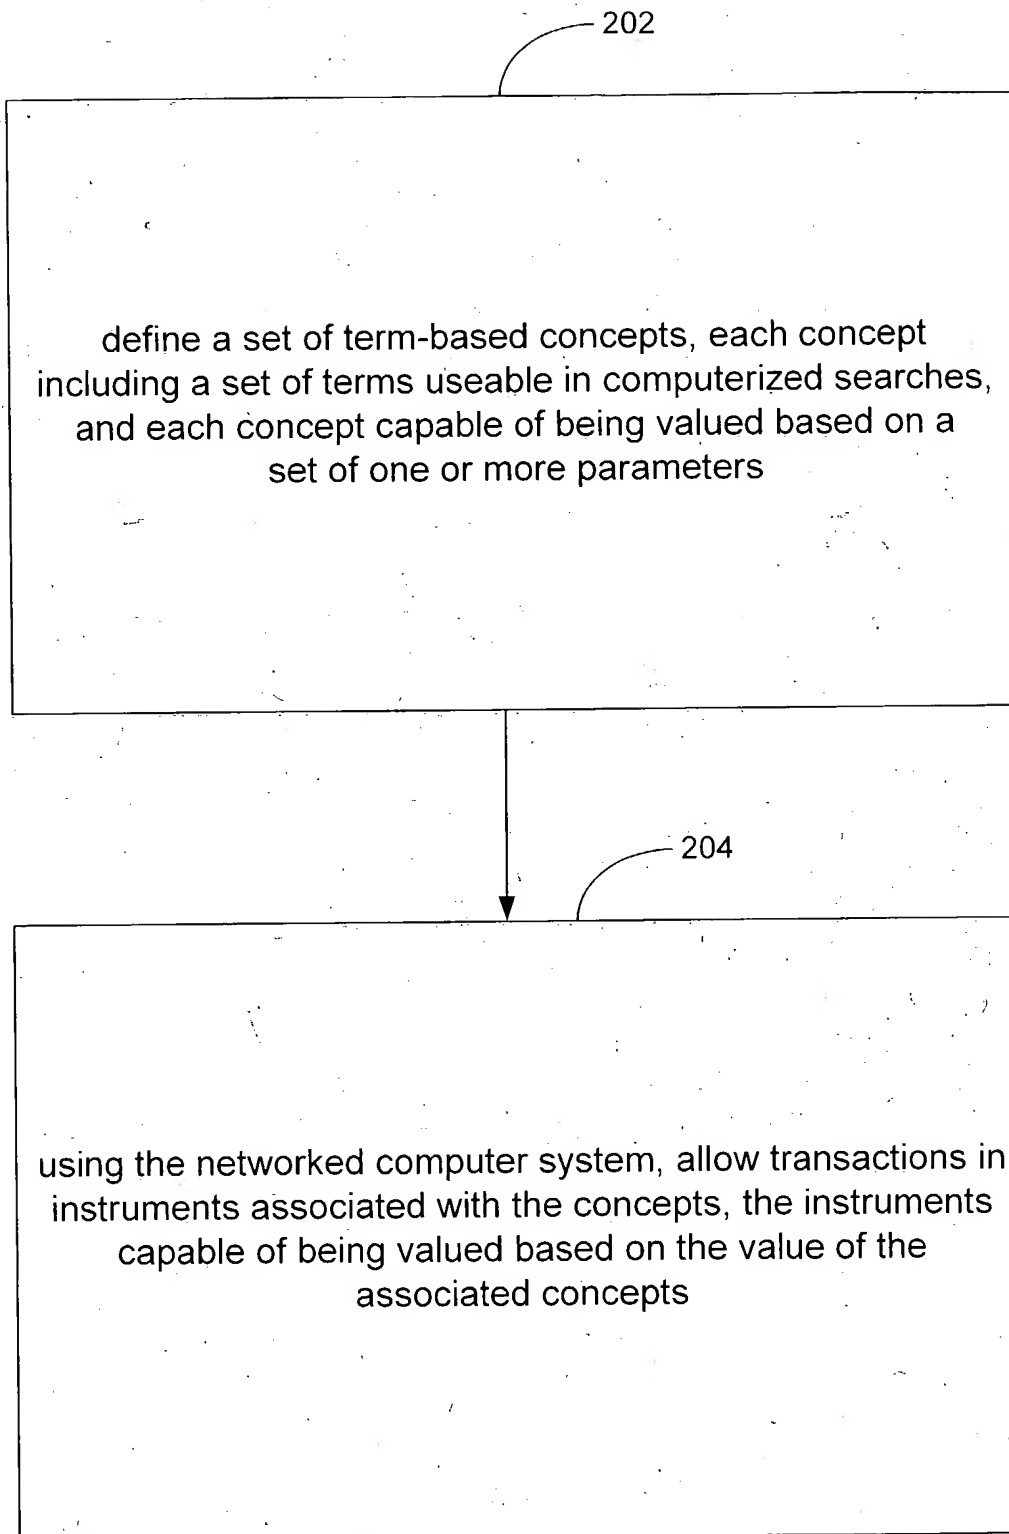 202
define a set of term-based concepts, each concept
including a set of terms useable in computerized searches,
and each concept capable of being valued based on a
set of one or more parameters
204
using the networked computer system, allow transactions in
instruments associated with the concepts, the instruments
capable of being valued based on the value of the
associated concepts